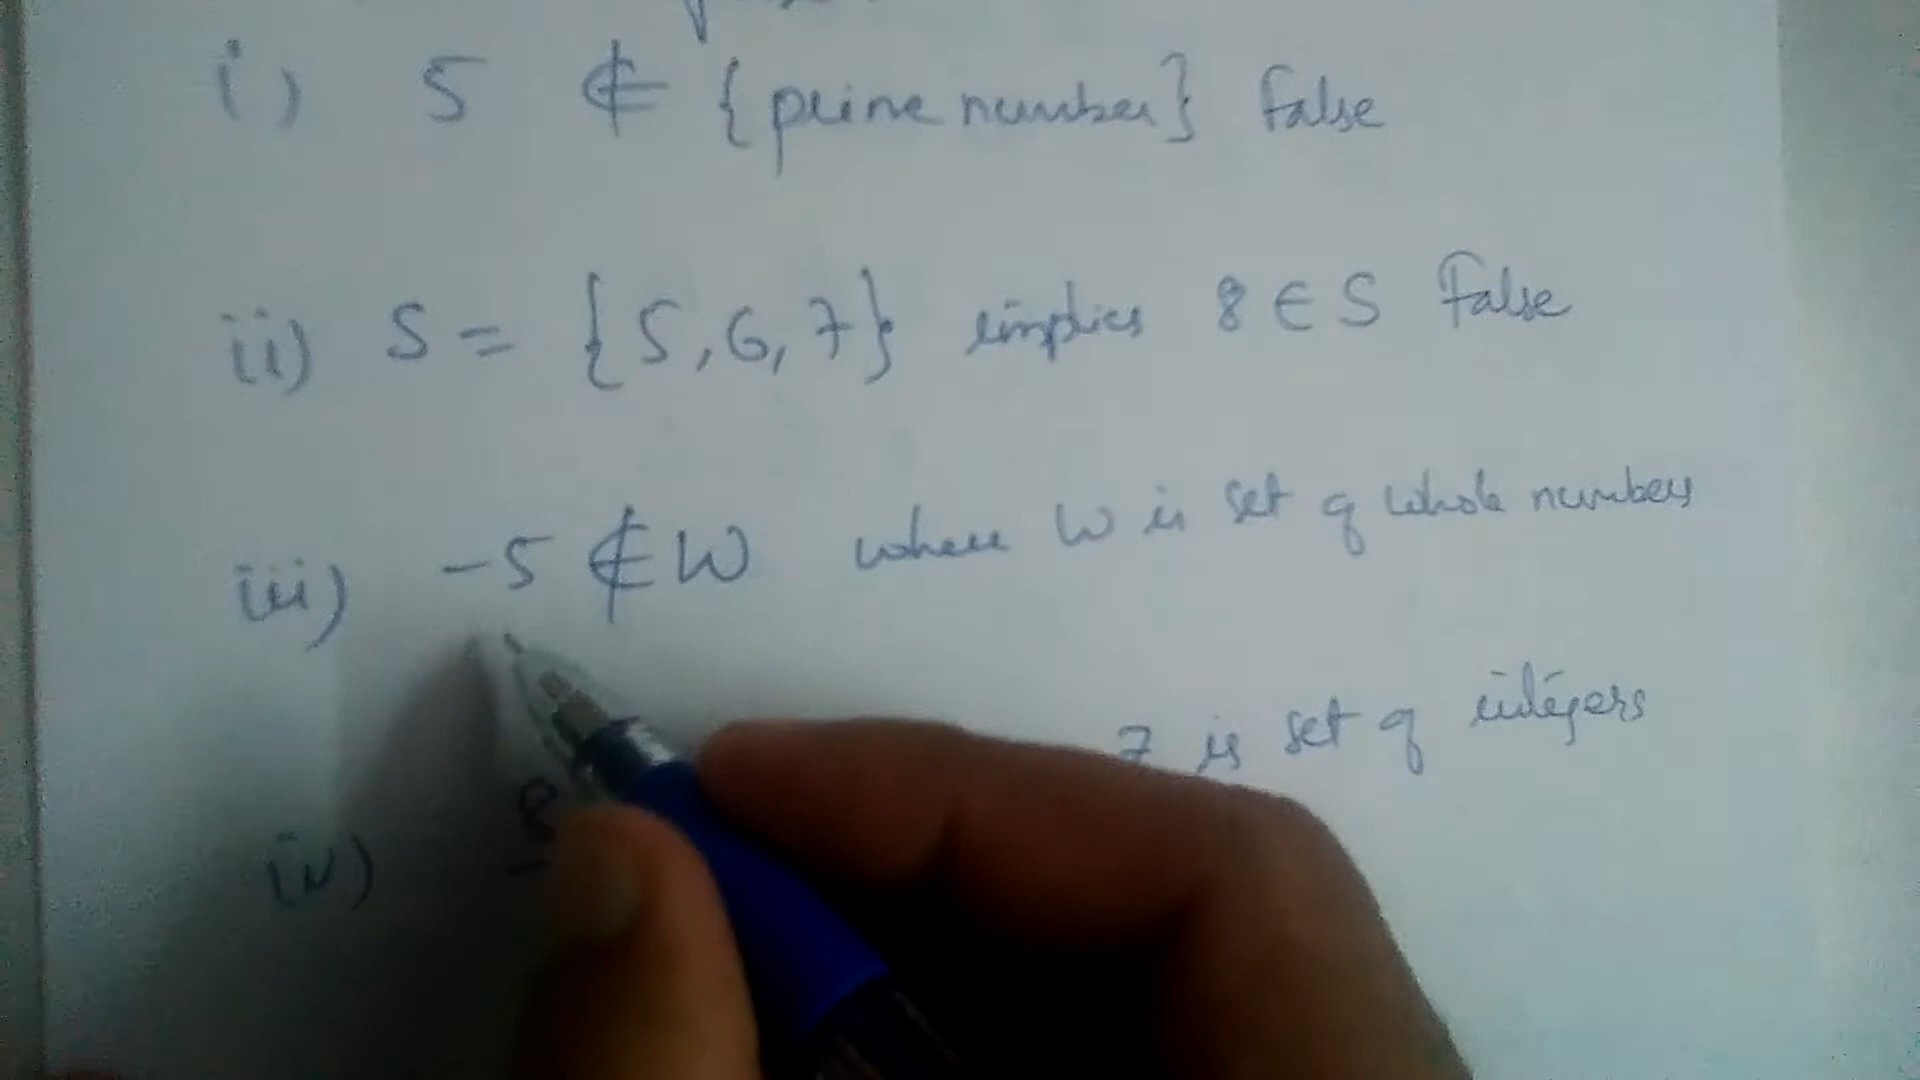 i) 5 ∉ {prime number} False
ii) S = {5, 6, 7} implies 8 ∈ S False
iii) -5 ∉ W where W is set of whole numbers
Z is set of integers
iv) 8